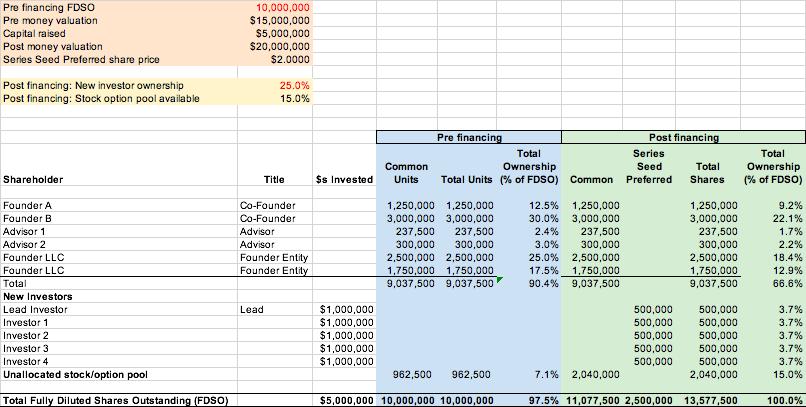 Pre financing FDSO 10,000,000
Pre money valuation $15,000,000
Capital raised $5,000,000
Post money valuation $20,000,000
Series Seed Preferred share price $2.0000
Post financing: New investor ownership 25.0%
Post financing: Stock option pool available 15.0%
Pre financing Post financing
Total Series Total
Common Ownership Seed Total Ownership
Shareholder Title $s Invested Units Total Units (% of FDSO) Common Preferred Shares (% of FDSO)
Founder A Co-Founder 1,250,000 1,250,000 12.5% 1,250,000 1,250,000 9.2%
Founder B Co-Founder 3,000,000 3,000,000 30.0% 3,000,000 3,000,000 22.1%
Advisor 1 Advisor 237,500 237,500 2.4% 237,500 237,500 1.7%
Advisor 2 Advisor 300,000 300,000 3.0% 300,000 300,000 2.2%
Founder LLC Founder Entity 2,500,000 2,500,000 25.0% 2,500,000 2,500,000 18.4%
Founder LLC Founder Entity 1,750,000 1,750,000 17.5% 1,750,000 1,750,000 12.9%
Total 9,037,500 9,037,500 90.4% 9,037,500 9,037,500 66.6%
New Investors
Lead Investor Lead $1,000,000 500,000 500,000 3.7%
Investor 1 $1,000,000 500,000 500,000 3.7%
Investor 2 $1,000,000 500,000 500,000 3.7%
Investor 3 $1,000,000 500,000 500,000 3.7%
Investor 4 $1,000,000 500,000 500,000 3.7%
Unallocated stock/option pool 962,500 962,500 7.1% 2,040,000 2,040,000 15.0%
Total Fully Diluted Shares Outstanding (FDSO) $5,000,000 10,000,000 10,000,000 97.5% 11,077,500 2,500,000 13,577,500 100.0%